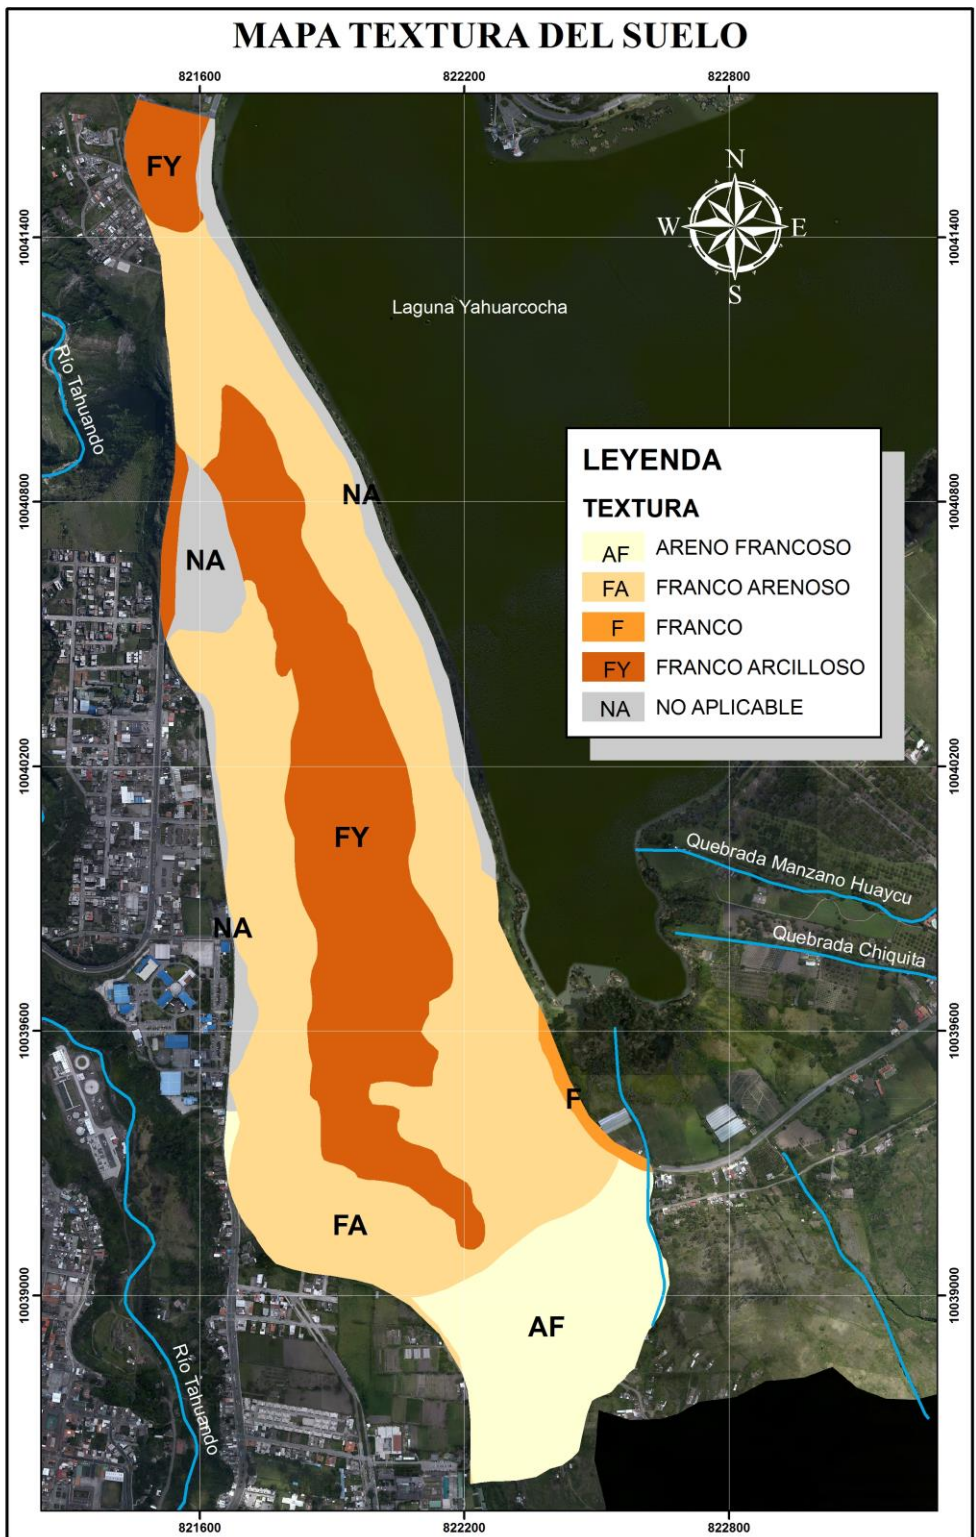 MAPA TEXTURA DEL SUELO
821600 822200 822800
FY
N
W E
S
10041400 10041400
Laguna Yahuarcocha
Río Tahuando
LEYENDA
TEXTURA
AF ARENO FRANCOSO
FA FRANCO ARENOSO
F FRANCO
FY FRANCO ARCILLOSO
NA NO APLICABLE
NA
10040800 10040800
NA
10040200 10040200
FY
Quebrada Manzano Huaycu
NA
Quebrada Chiquita
10039600 10039600
F
FA
10039000 10039000
AF
Río Tahuando
821600 822200 822800